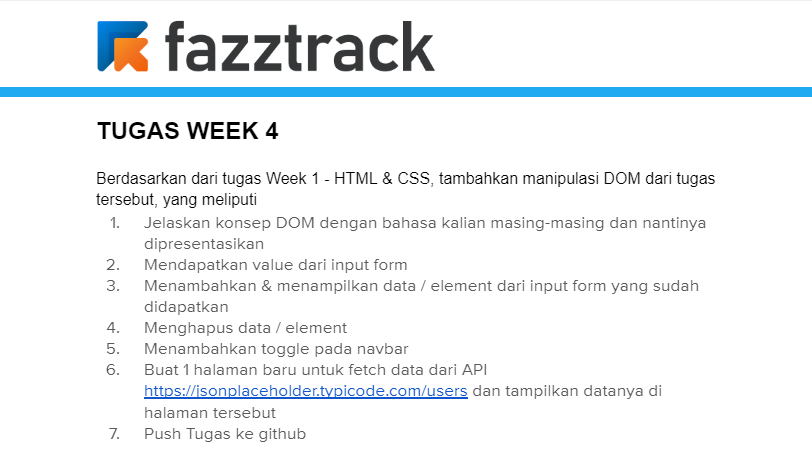 fazztrack
TUGAS WEEK 4
Berdasarkan dari tugas Week 1 - HTML & CSS, tambahkan manipulasi DOM dari tugas
tersebut, yang meliputi
1. Jelaskan konsep DOM dengan bahasa kalian masing-masing dan nantinya
dipresentasikan
2. Mendapatkan value dari input form
3. Menambahkan & menampilkan data / element dari input form yang sudah
didapatkan
4. Menghapus data / element
5. Menambahkan toggle pada navbar
6. Buat 1 halaman baru untuk fetch data dari API
https://jsonplaceholder.typicode.com/users dan tampilkan datanya di
halaman tersebut
7. Push Tugas ke github